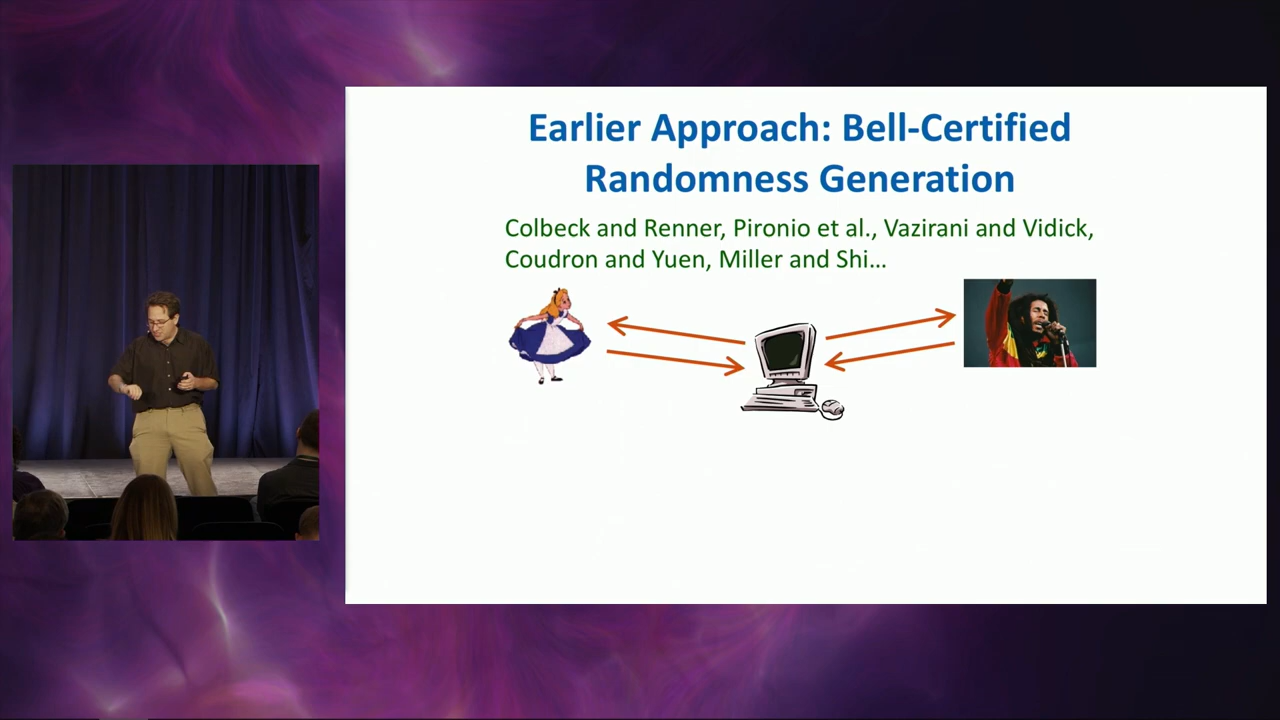 Earlier Approach: Bell-Certified
Randomness Generation
Colbeck and Renner, Pironio et al., Vazirani and Vidick,
Coudron and Yuen, Miller and Shi…